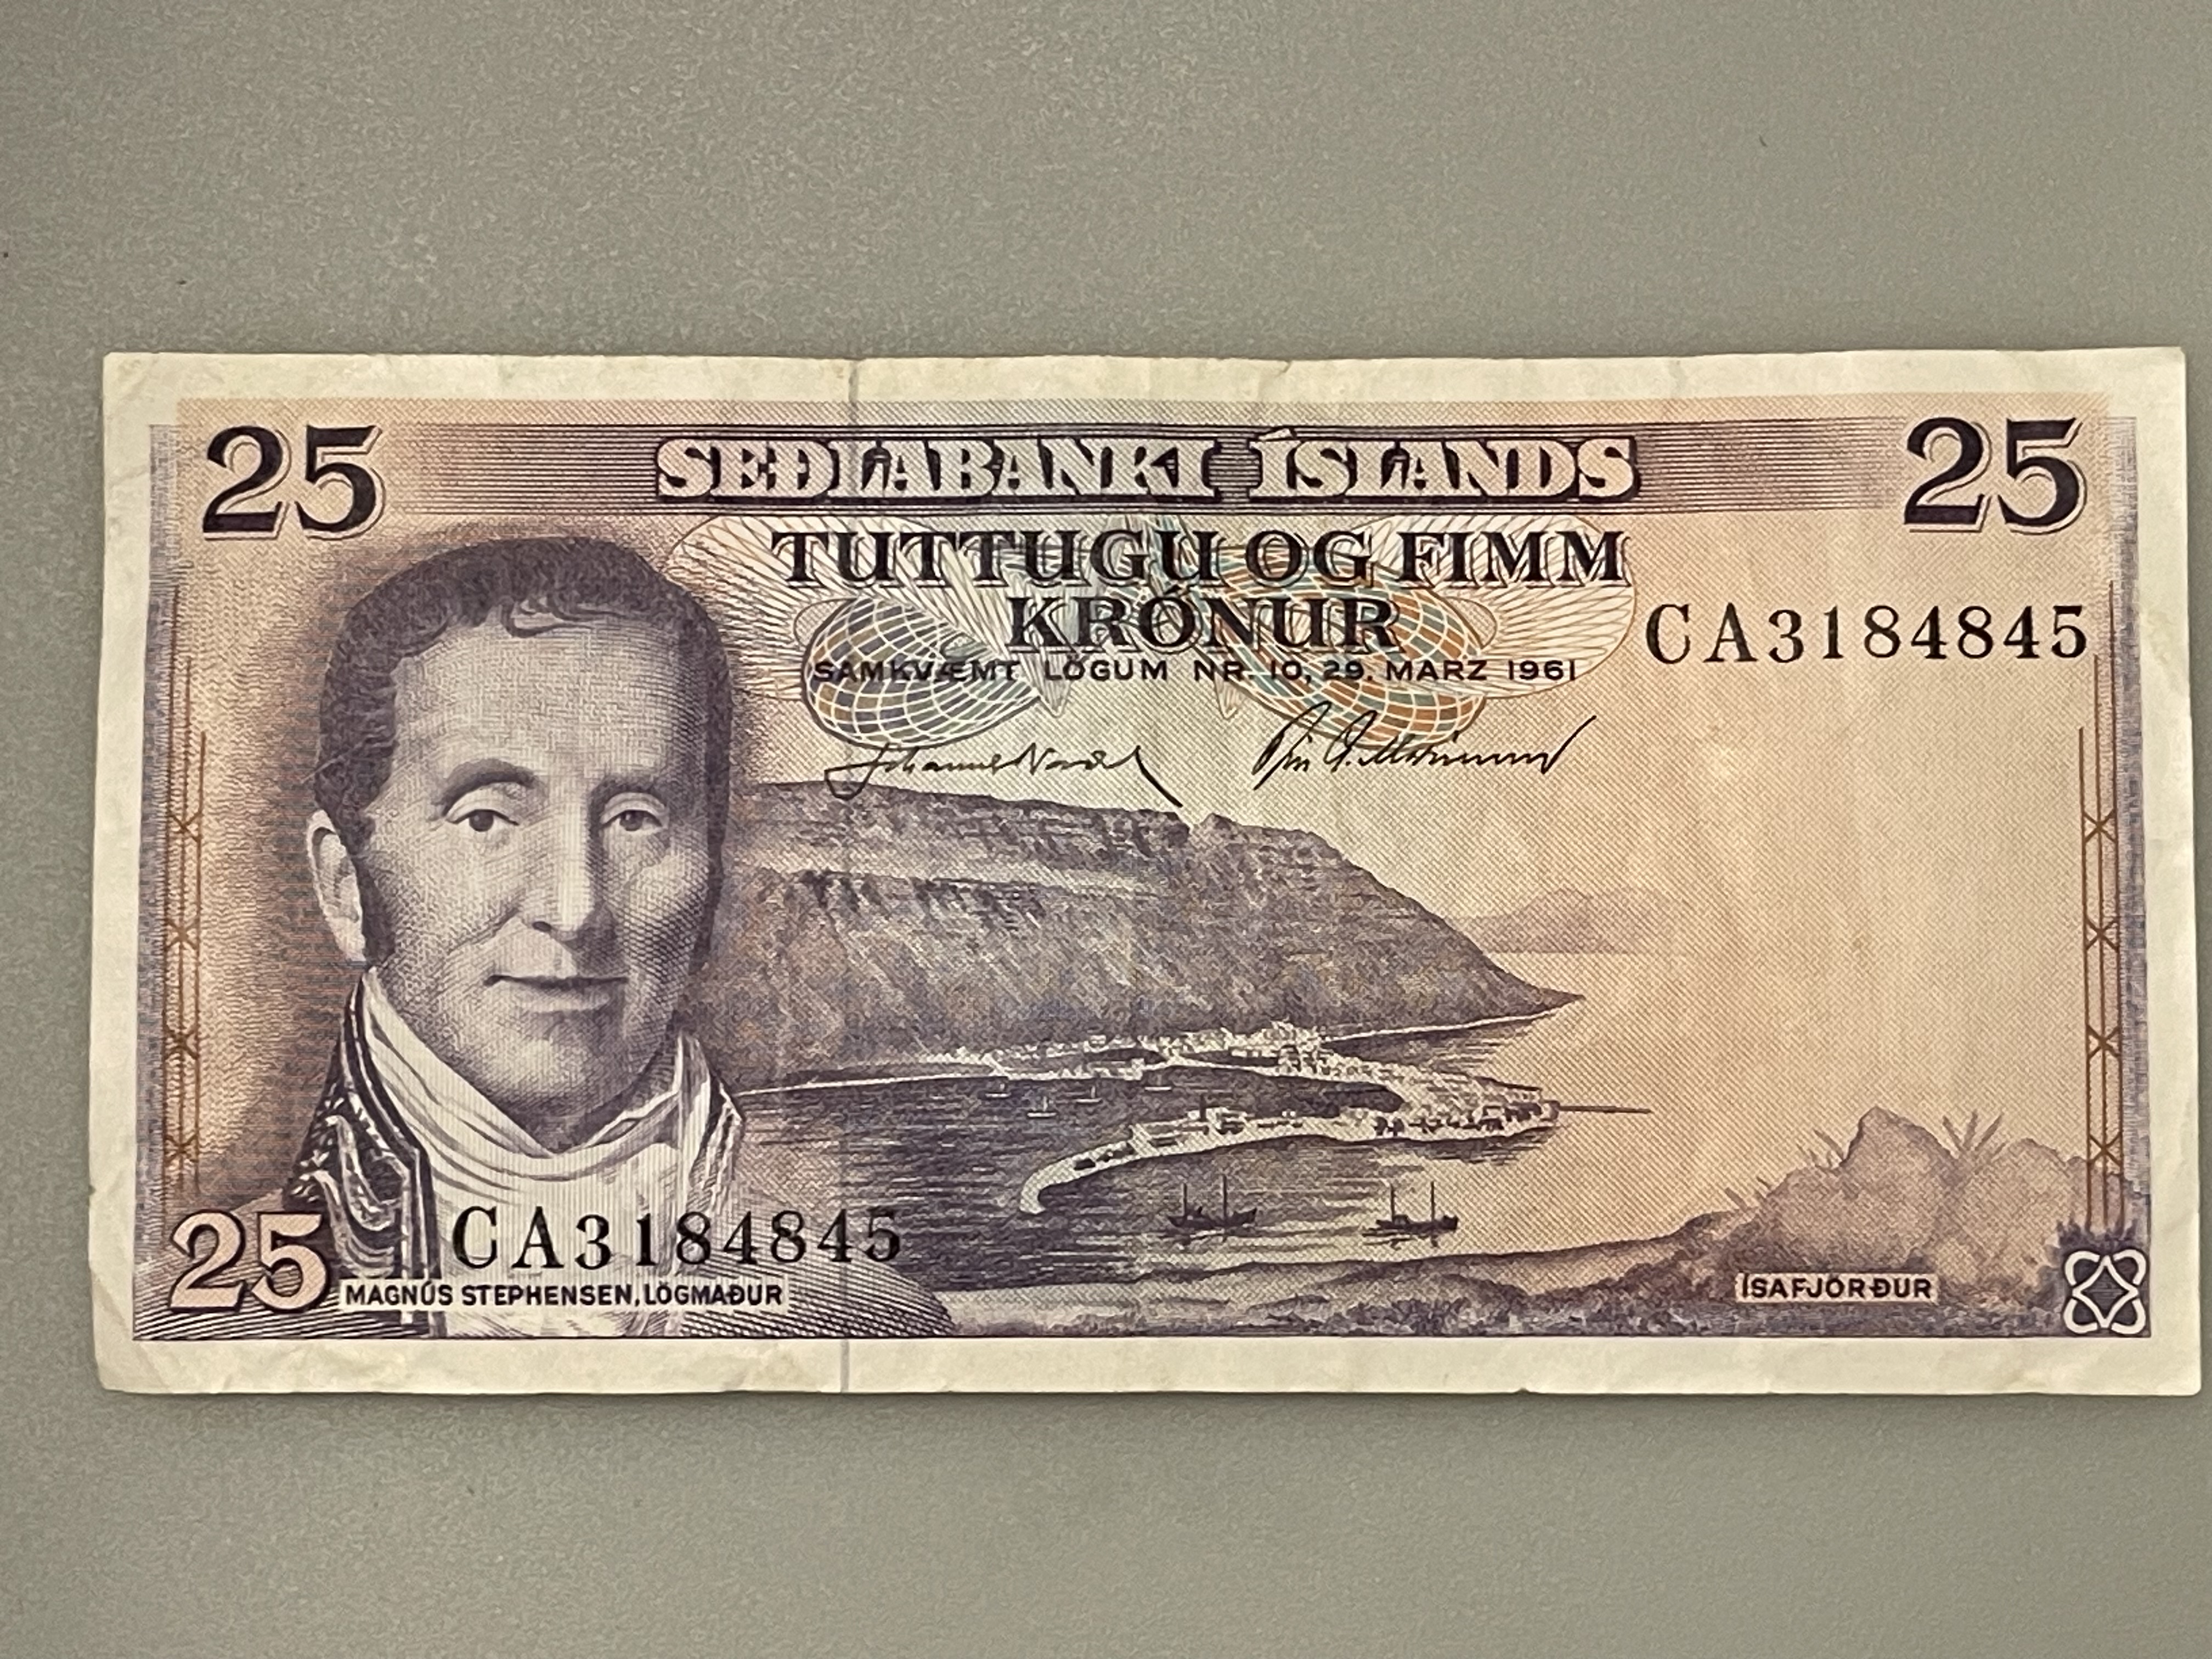 25 SEÐLABANKI ÍSLANDS 25
TUTTUGU OG FIMM
KRÓNUR
CA3184845
SAMKVÆMT LÖGUM NR. 10, 29. MARZ 1961
25 CA3184845
MAGNÚS STEPHENSEN, LÖGMAÐUR
ÍSAFJÖRÐUR